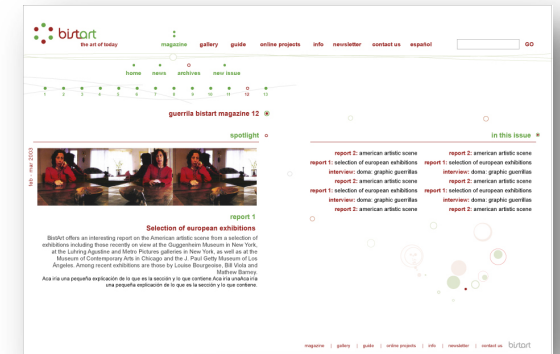 bistart
the art of today
magazine gallery guide online projects info newsletter contact us español GO
home news archives new issue
1 2 3 4 5 6 7 8 9 10 11 12 13
guerrila bistart magazine 12
spotlight
in this issue
feb - mar 2003
report 2: american artistic scene report 2: american artistic scene
report 1: selection of european exhibitions report 1: selection of european exhibitions
interview: doma: graphic guerrillas interview: doma: graphic guerrillas
report 2: american artistic scene report 2: american artistic scene
report 1: selection of european exhibitions report 1: selection of european exhibitions
interview: doma: graphic guerrillas interview: doma: graphic guerrillas
report 2: american artistic scene report 2: american artistic scene
report 1
Selection of european exhibitions
BistArt offers an interesting report on the American artistic scene from a selection of
exhibitions including those recently on view at the Guggenheim Museum in New York,
at the Luhring Agustine and Metro Pictures galleries in New York, as well as at the
Museum of Contemporary Arts in Chicago and the J. Paul Getty Museum of Los
Ángeles. Among recent exhibitions are those by Louise Bourgeoise, Bill Viola and
Mathew Barney.
Aca iria una pequeña explicación de lo que es la sección y lo que contiene.Aca iria unaAca iria
una pequeña explicación de lo que es la sección y lo que contiene.
magazine | gallery | guide | online projects | info | newsletter | contact us bistart